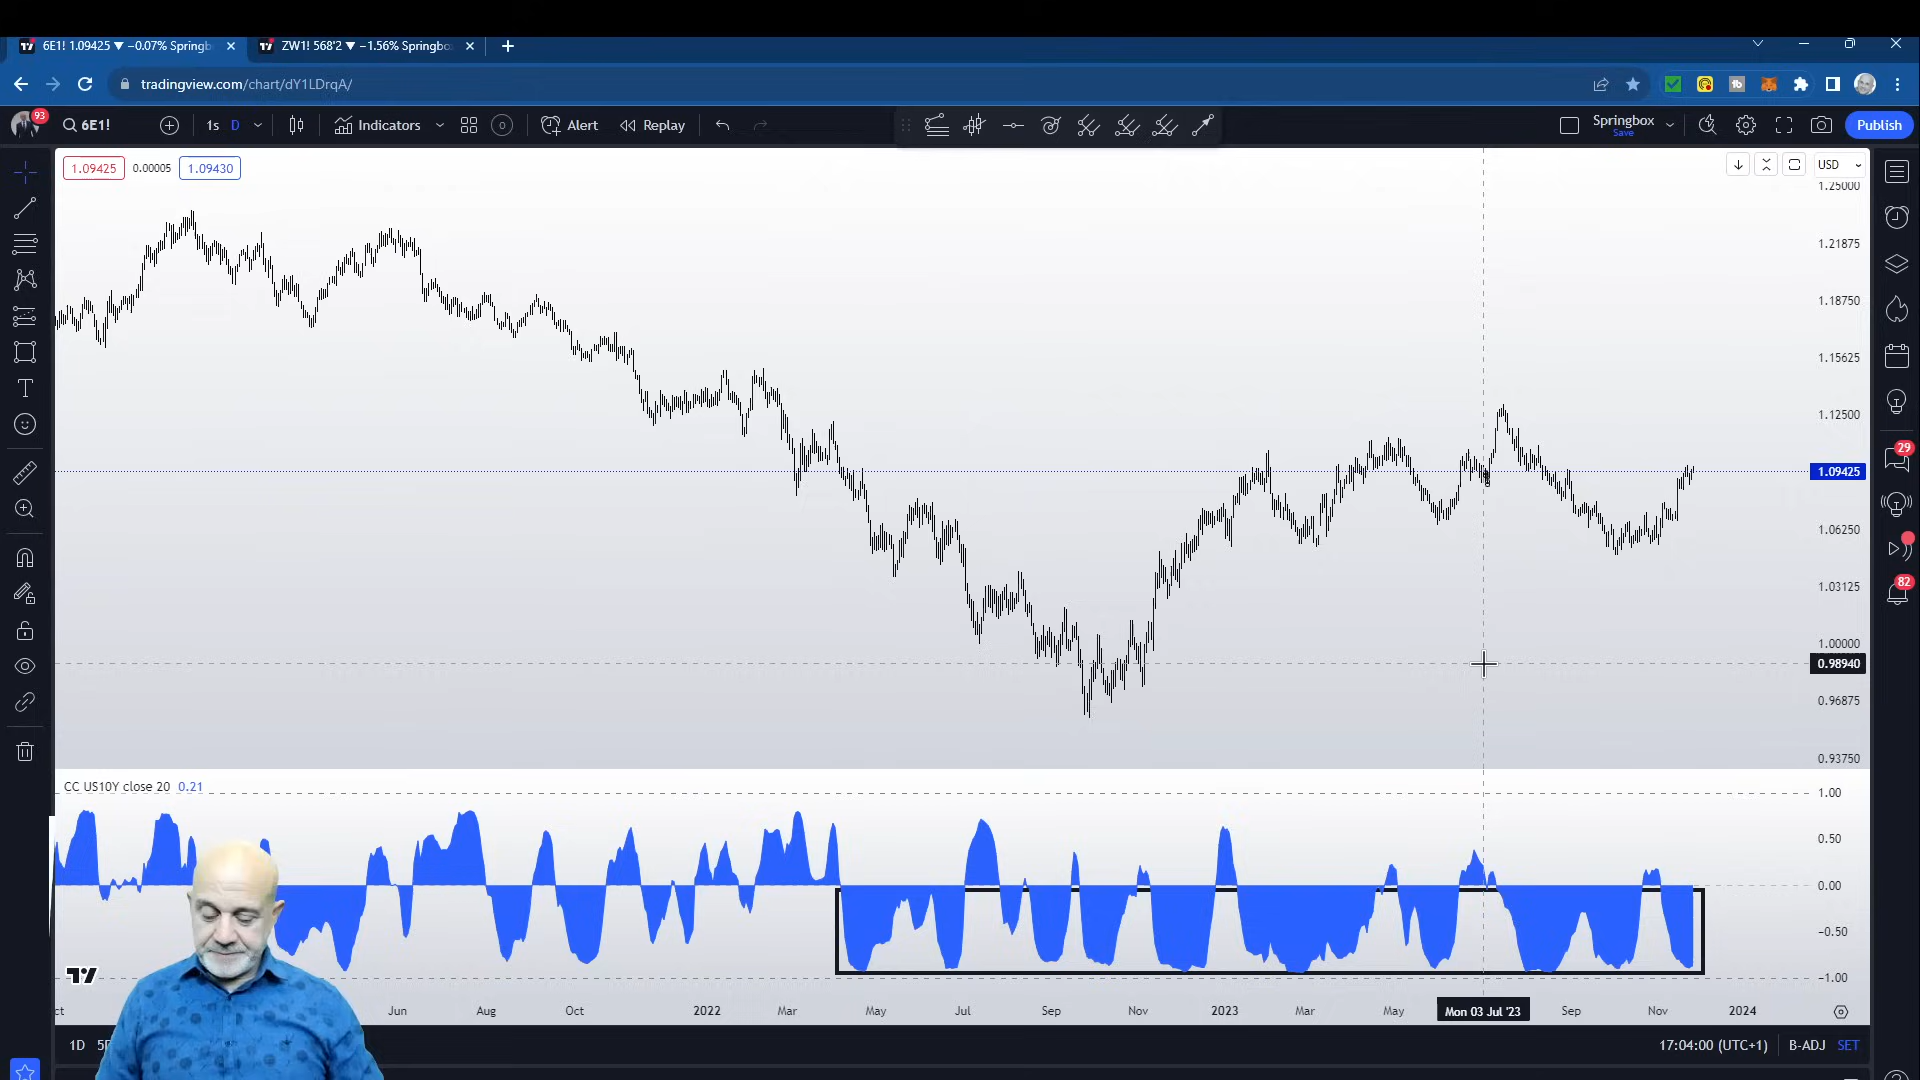 6E1! 1.09425 ▼ −0.07% Springb
ZW1! 568'2 ▼ −1.56% Springbo
tradingview.com/chart/dY1LDrqA/
93
6E1!
1s
D
Indicators
Alert
Replay
Springbox
Save
Publish
1.09425
0.00005
1.09430
USD
1.25000
1.21875
1.18750
1.15625
1.12500
1.09425
1.06250
1.03125
1.00000
0.98940
0.96875
0.93750
29
82
CC US10Y close 20 0.21
1.00
0.50
0.00
−0.50
−1.00
ct
Jun
Aug
Oct
2022
Mar
May
Jul
Sep
Nov
2023
Mar
May
Mon 03 Jul '23
Sep
Nov
2024
1D
5
17:04:00 (UTC+1)
B-ADJ
SET